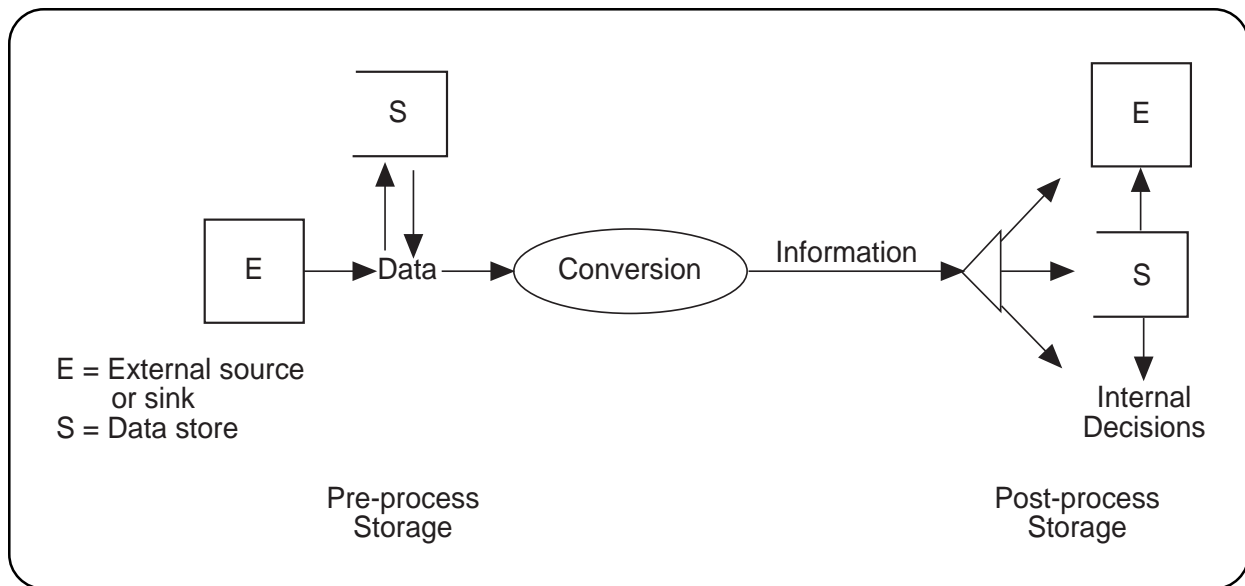 S
E
E
Data
Conversion
Information
S
E = External source
or sink
S = Data store
Internal
Decisions
Pre-process
Storage
Post-process
Storage